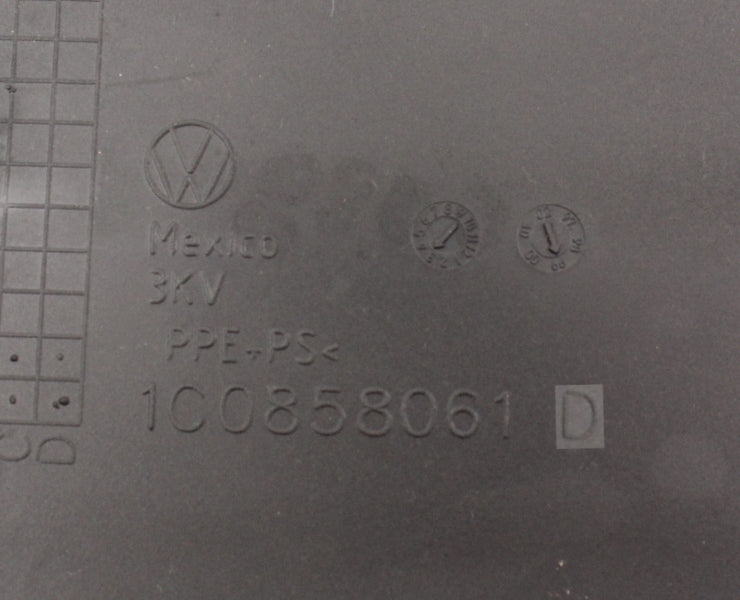 Mexico
3KV
PPE+PS<
1C0858061 D
C
D